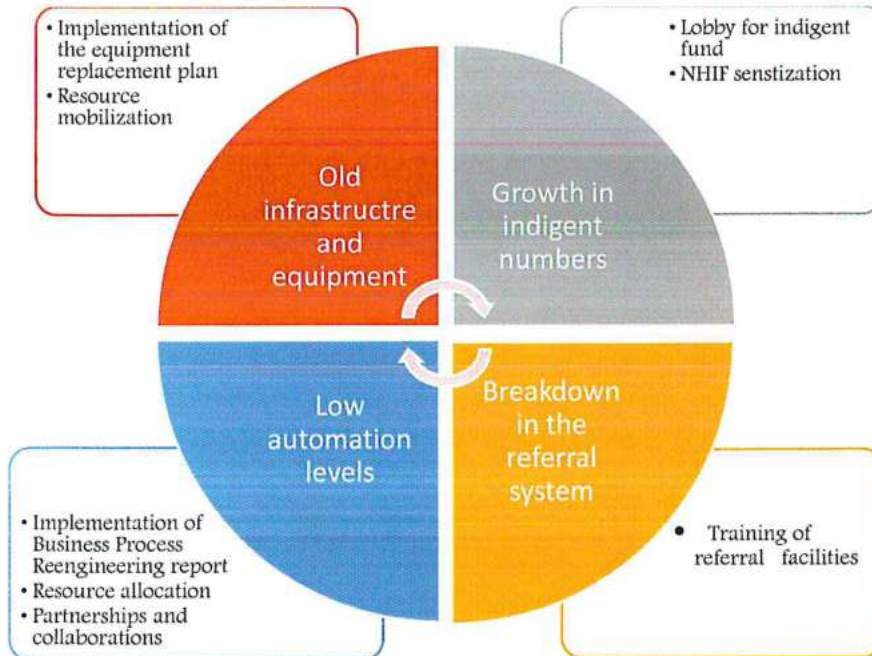 • Implementation of
the equipment
replacement plan
• Resource
mobilization
• Lobby for indigent
fund
• NHIF senstization
Old
infrastructre
and
equipment
Growth in
indigent
numbers
Low
automation
levels
Breakdown
in the
referral
system
• Implementation of
Business Process
Reengineering report
• Resource allocation
• Partnerships and
collaborations
• Training of
referral facilities